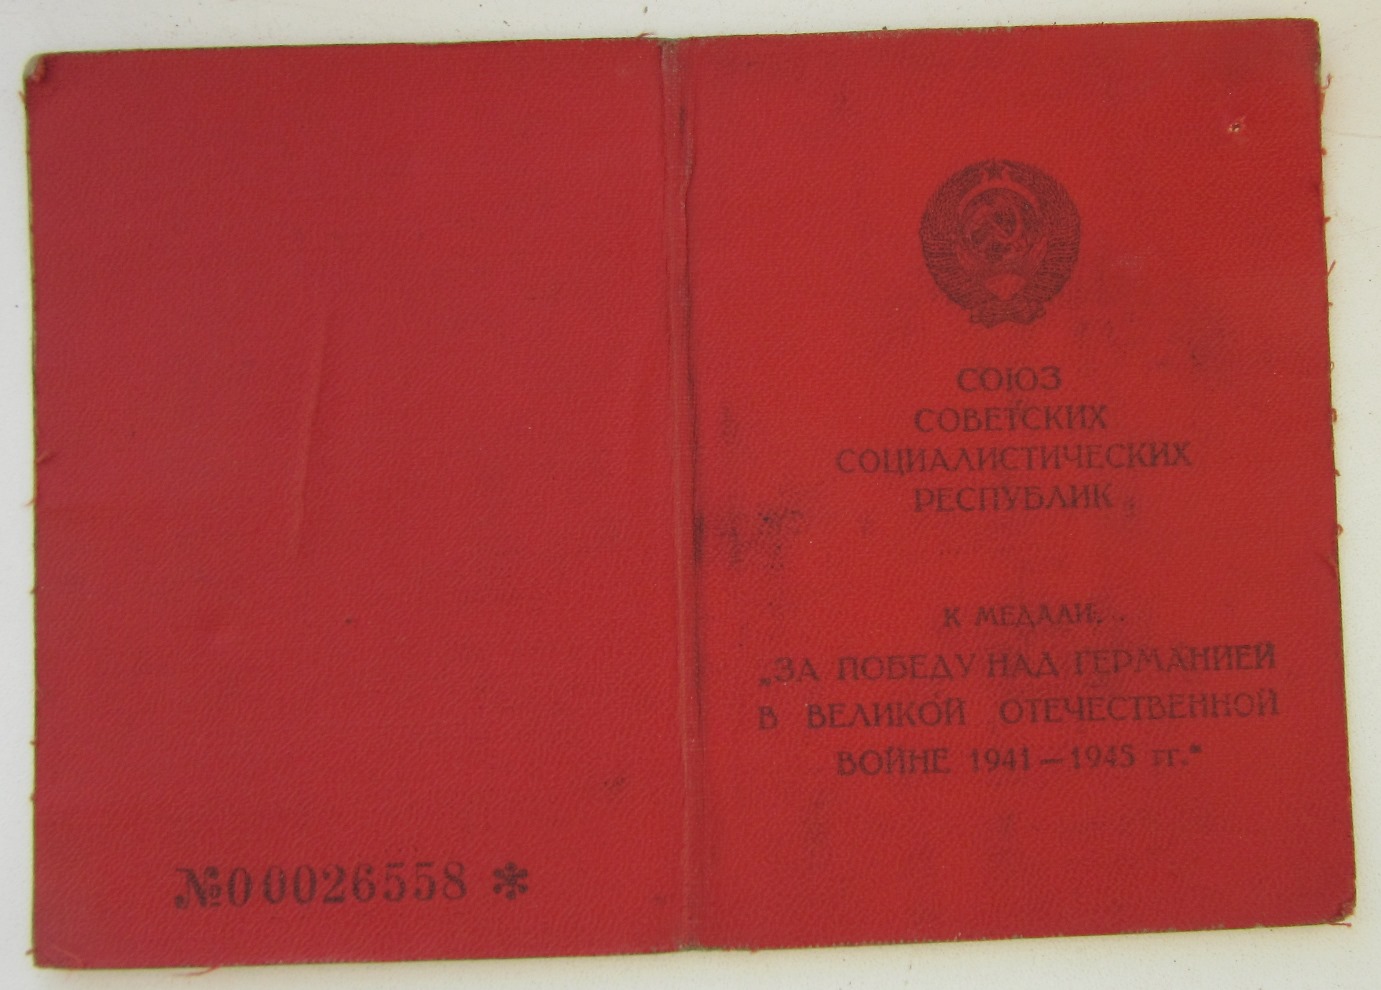 №00026558 *
СОЮЗ
СОВЕТСКИХ
СОЦИАЛИСТИЧЕСКИХ
РЕСПУБЛИК
К МЕДАЛИ
„ЗА ПОБЕДУ НАД ГЕРМАНИЕЙ
В ВЕЛИКОЙ ОТЕЧЕСТВЕННОЙ
ВОЙНЕ 1941—1945 гг.“